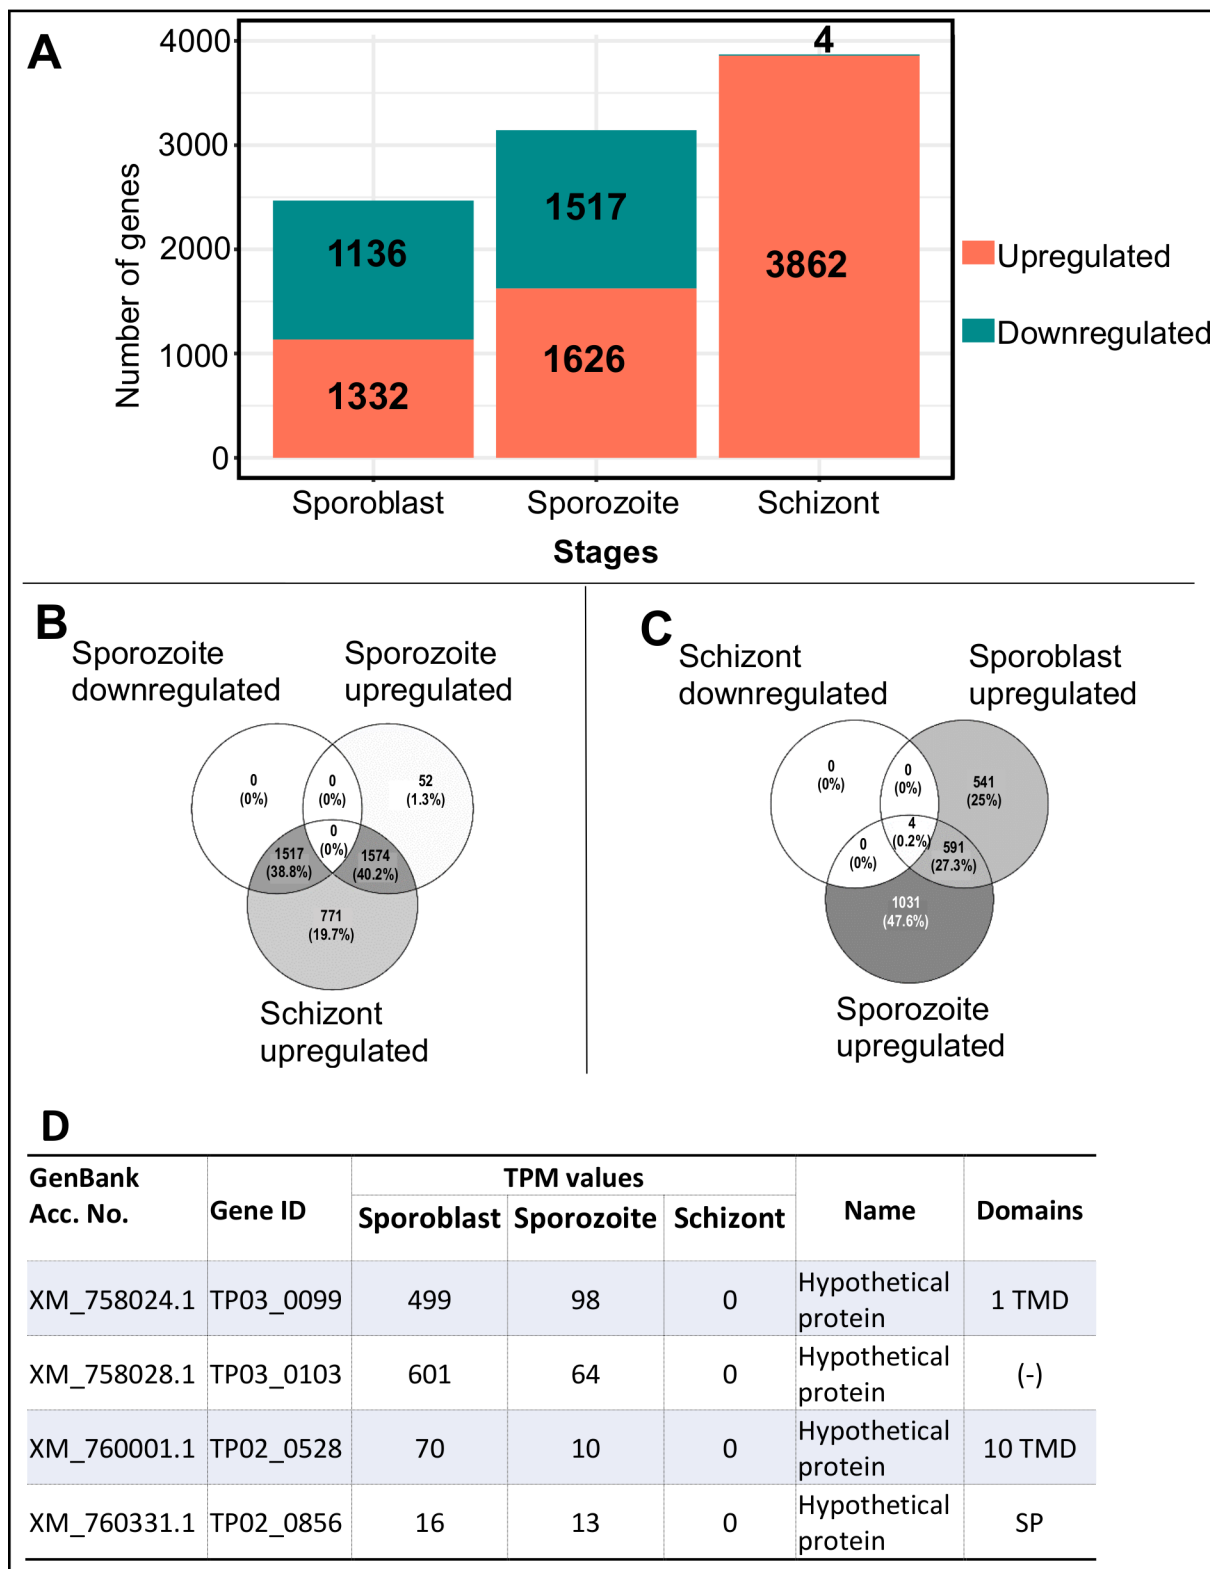 A
4000
3000
2000
1000
0
Number of genes
1136
1332
1517
1626
4
3862
Upregulated
Downregulated
Sporoblast
Sporozoite
Schizont
Stages
B
Sporozoite
downregulated
Sporozoite
upregulated
0
(0%)
0
(0%)
52
(1.3%)
0
(0%)
1517
(38.8%)
1574
(40.2%)
771
(19.7%)
Schizont
upregulated
C
Schizont
downregulated
Sporoblast
upregulated
0
(0%)
0
(0%)
541
(25%)
4
(0.2%)
0
(0%)
591
(27.3%)
1031
(47.6%)
Sporozoite
upregulated
D
GenBank
Acc. No.
Gene ID
TPM values
Sporoblast Sporozoite Schizont
Name
Domains
XM_758024.1 TP03_0099 499 98 0 Hypothetical protein 1 TMD
XM_758028.1 TP03_0103 601 64 0 Hypothetical protein (-)
XM_760001.1 TP02_0528 70 10 0 Hypothetical protein 10 TMD
XM_760331.1 TP02_0856 16 13 0 Hypothetical protein SP